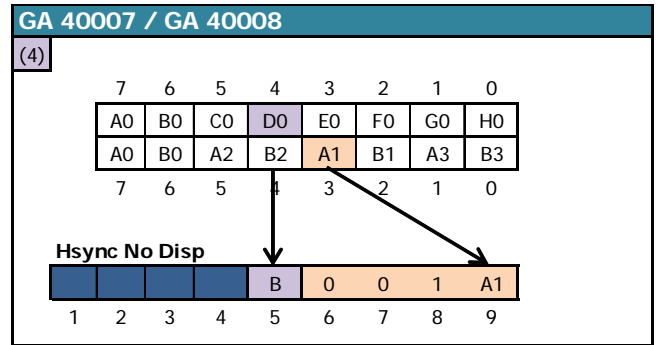 GA 40007 / GA 40008
(4)
7 6 5 4 3 2 1 0
A0 B0 C0 D0 E0 F0 G0 H0
A0 B0 A2 B2 A1 B1 A3 B3
7 6 5 4 3 2 1 0
Hsync No Disp
B 0 0 1 A1
1 2 3 4 5 6 7 8 9